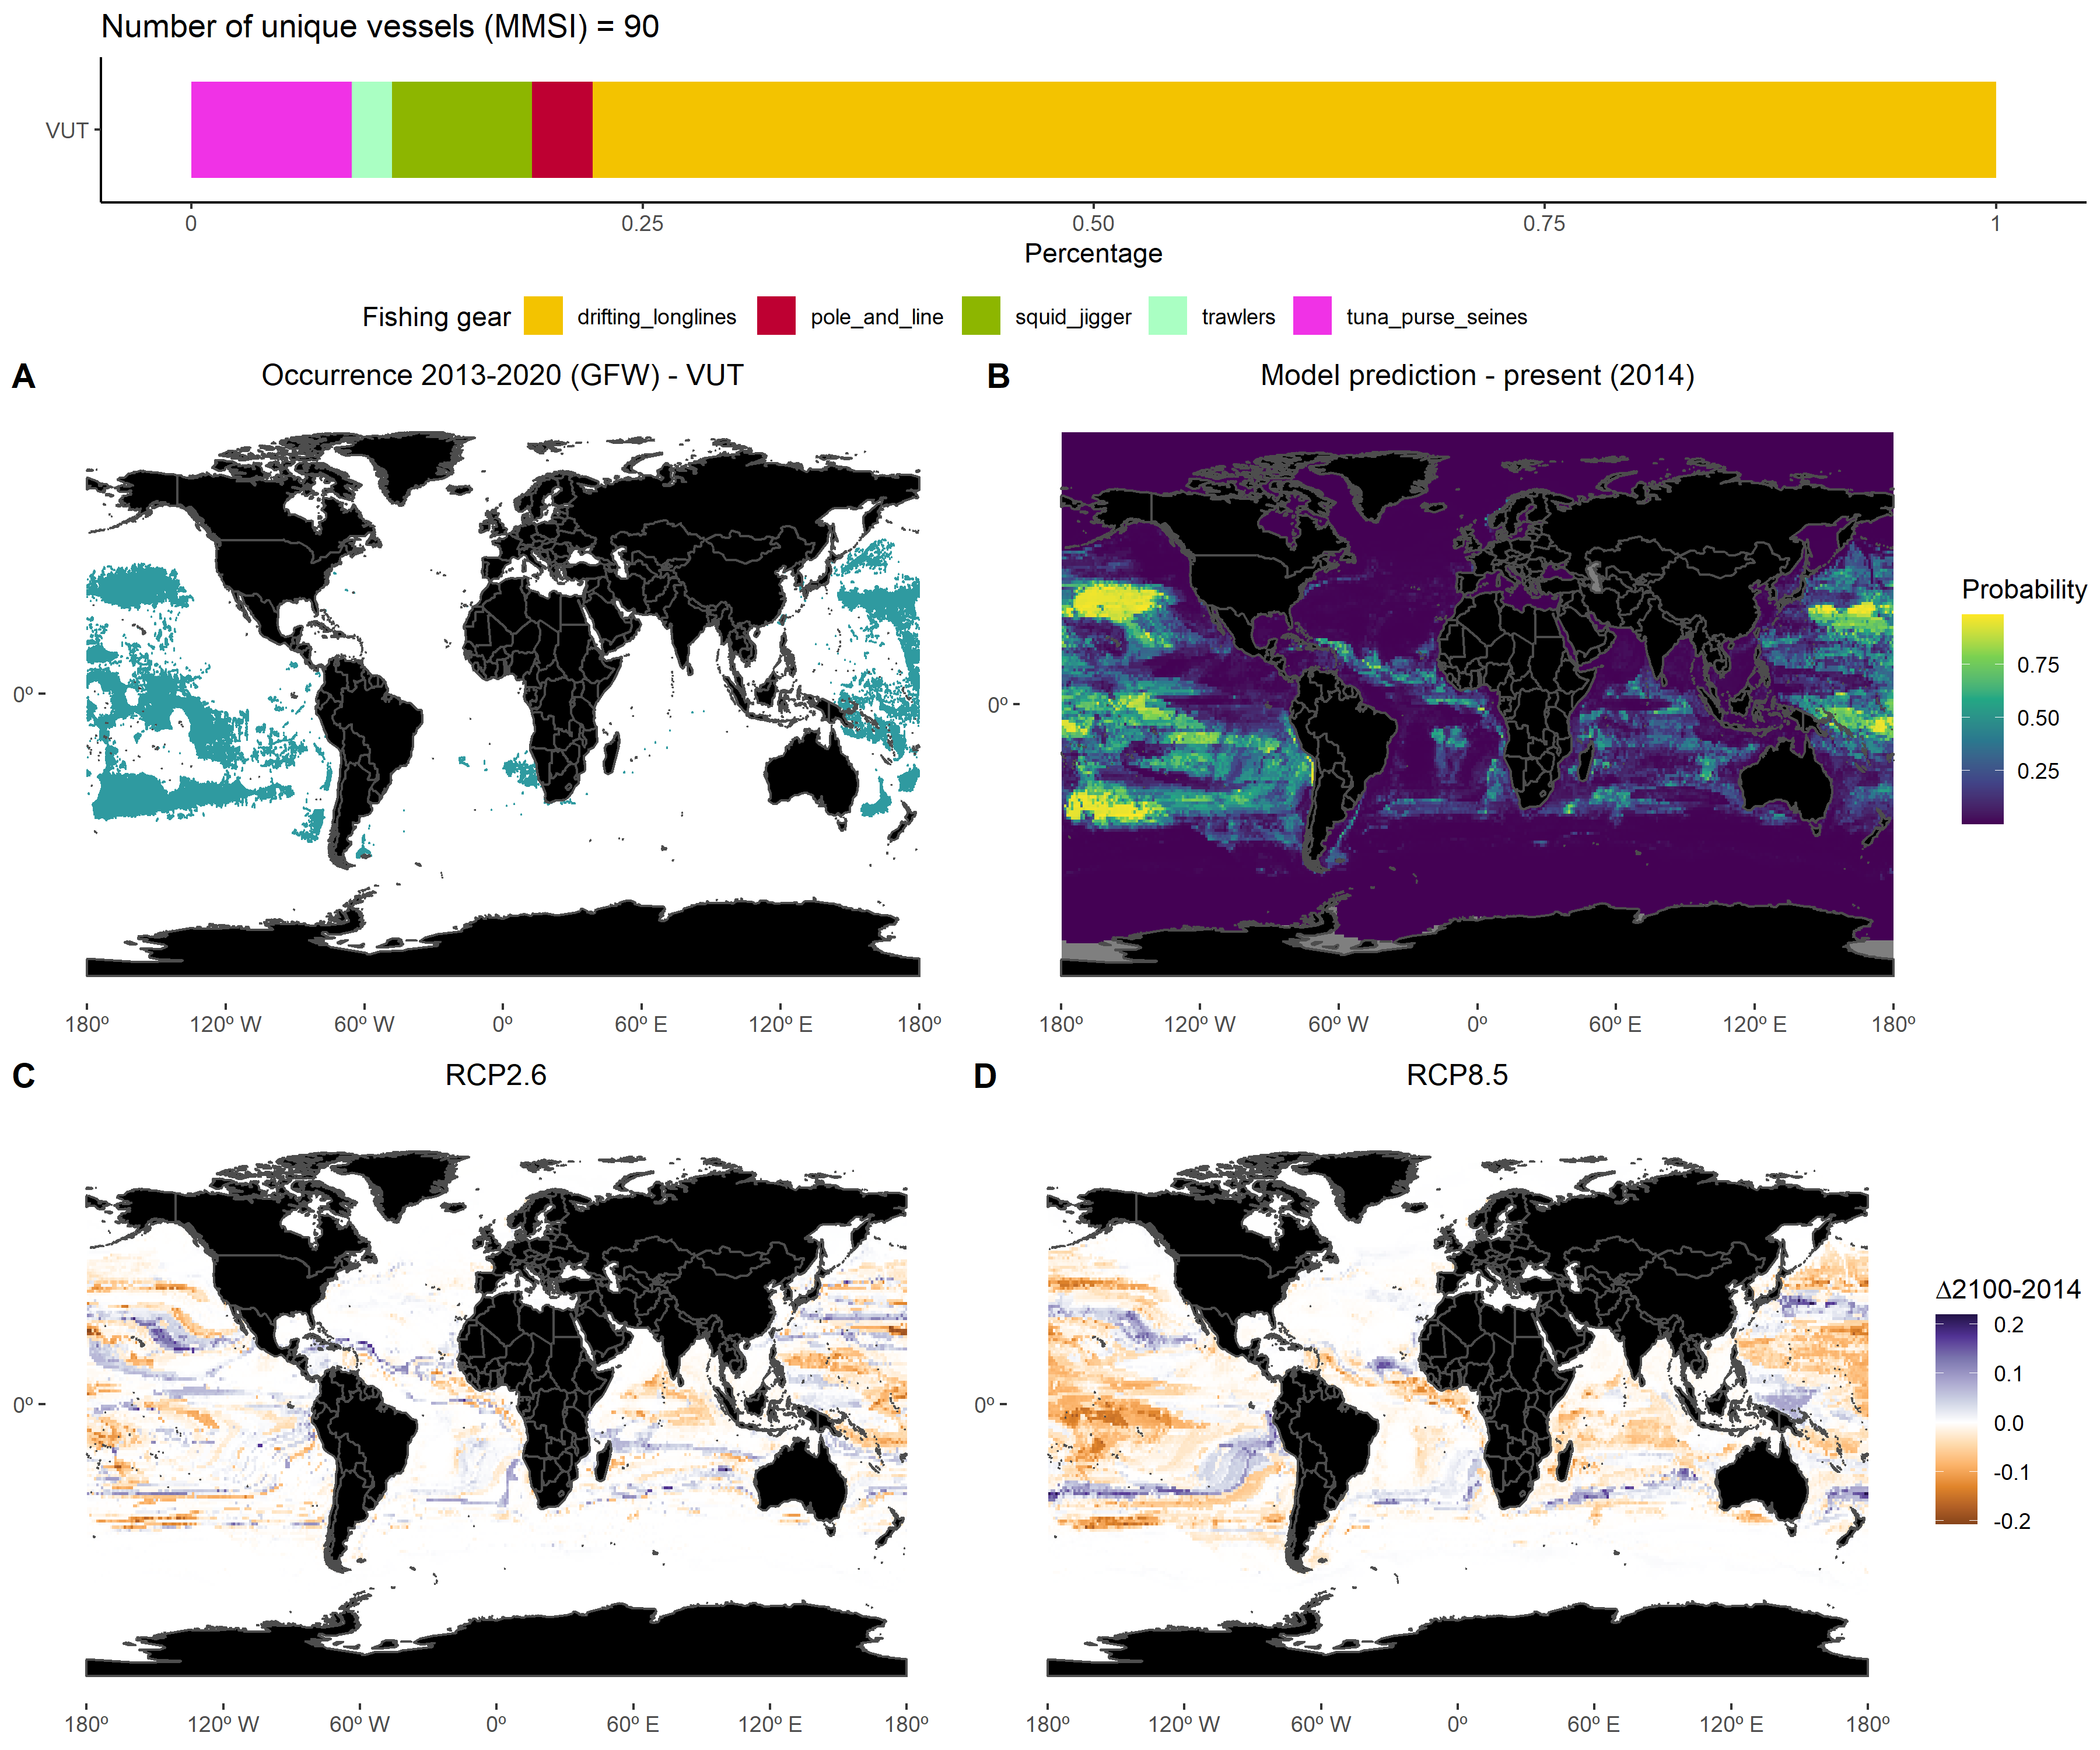 Number of unique vessels (MMSI) = 90
VUT
0 0.25 0.50 0.75 1
Percentage
Fishing gear drifting_longlines pole_and_line squid_jigger trawlers tuna_purse_seines
A Occurrence 2013-2020 (GFW) - VUT
0º
180º 120º W 60º W 0º 60º E 120º E 180º
B Model prediction - present (2014)
0º
180º 120º W 60º W 0º 60º E 120º E 180º
Probability
0.75
0.50
0.25
C RCP2.6
0º
180º 120º W 60º W 0º 60º E 120º E 180º
D RCP8.5
0º
180º 120º W 60º W 0º 60º E 120º E 180º
Δ2100-2014
0.2
0.1
0.0
-0.1
-0.2